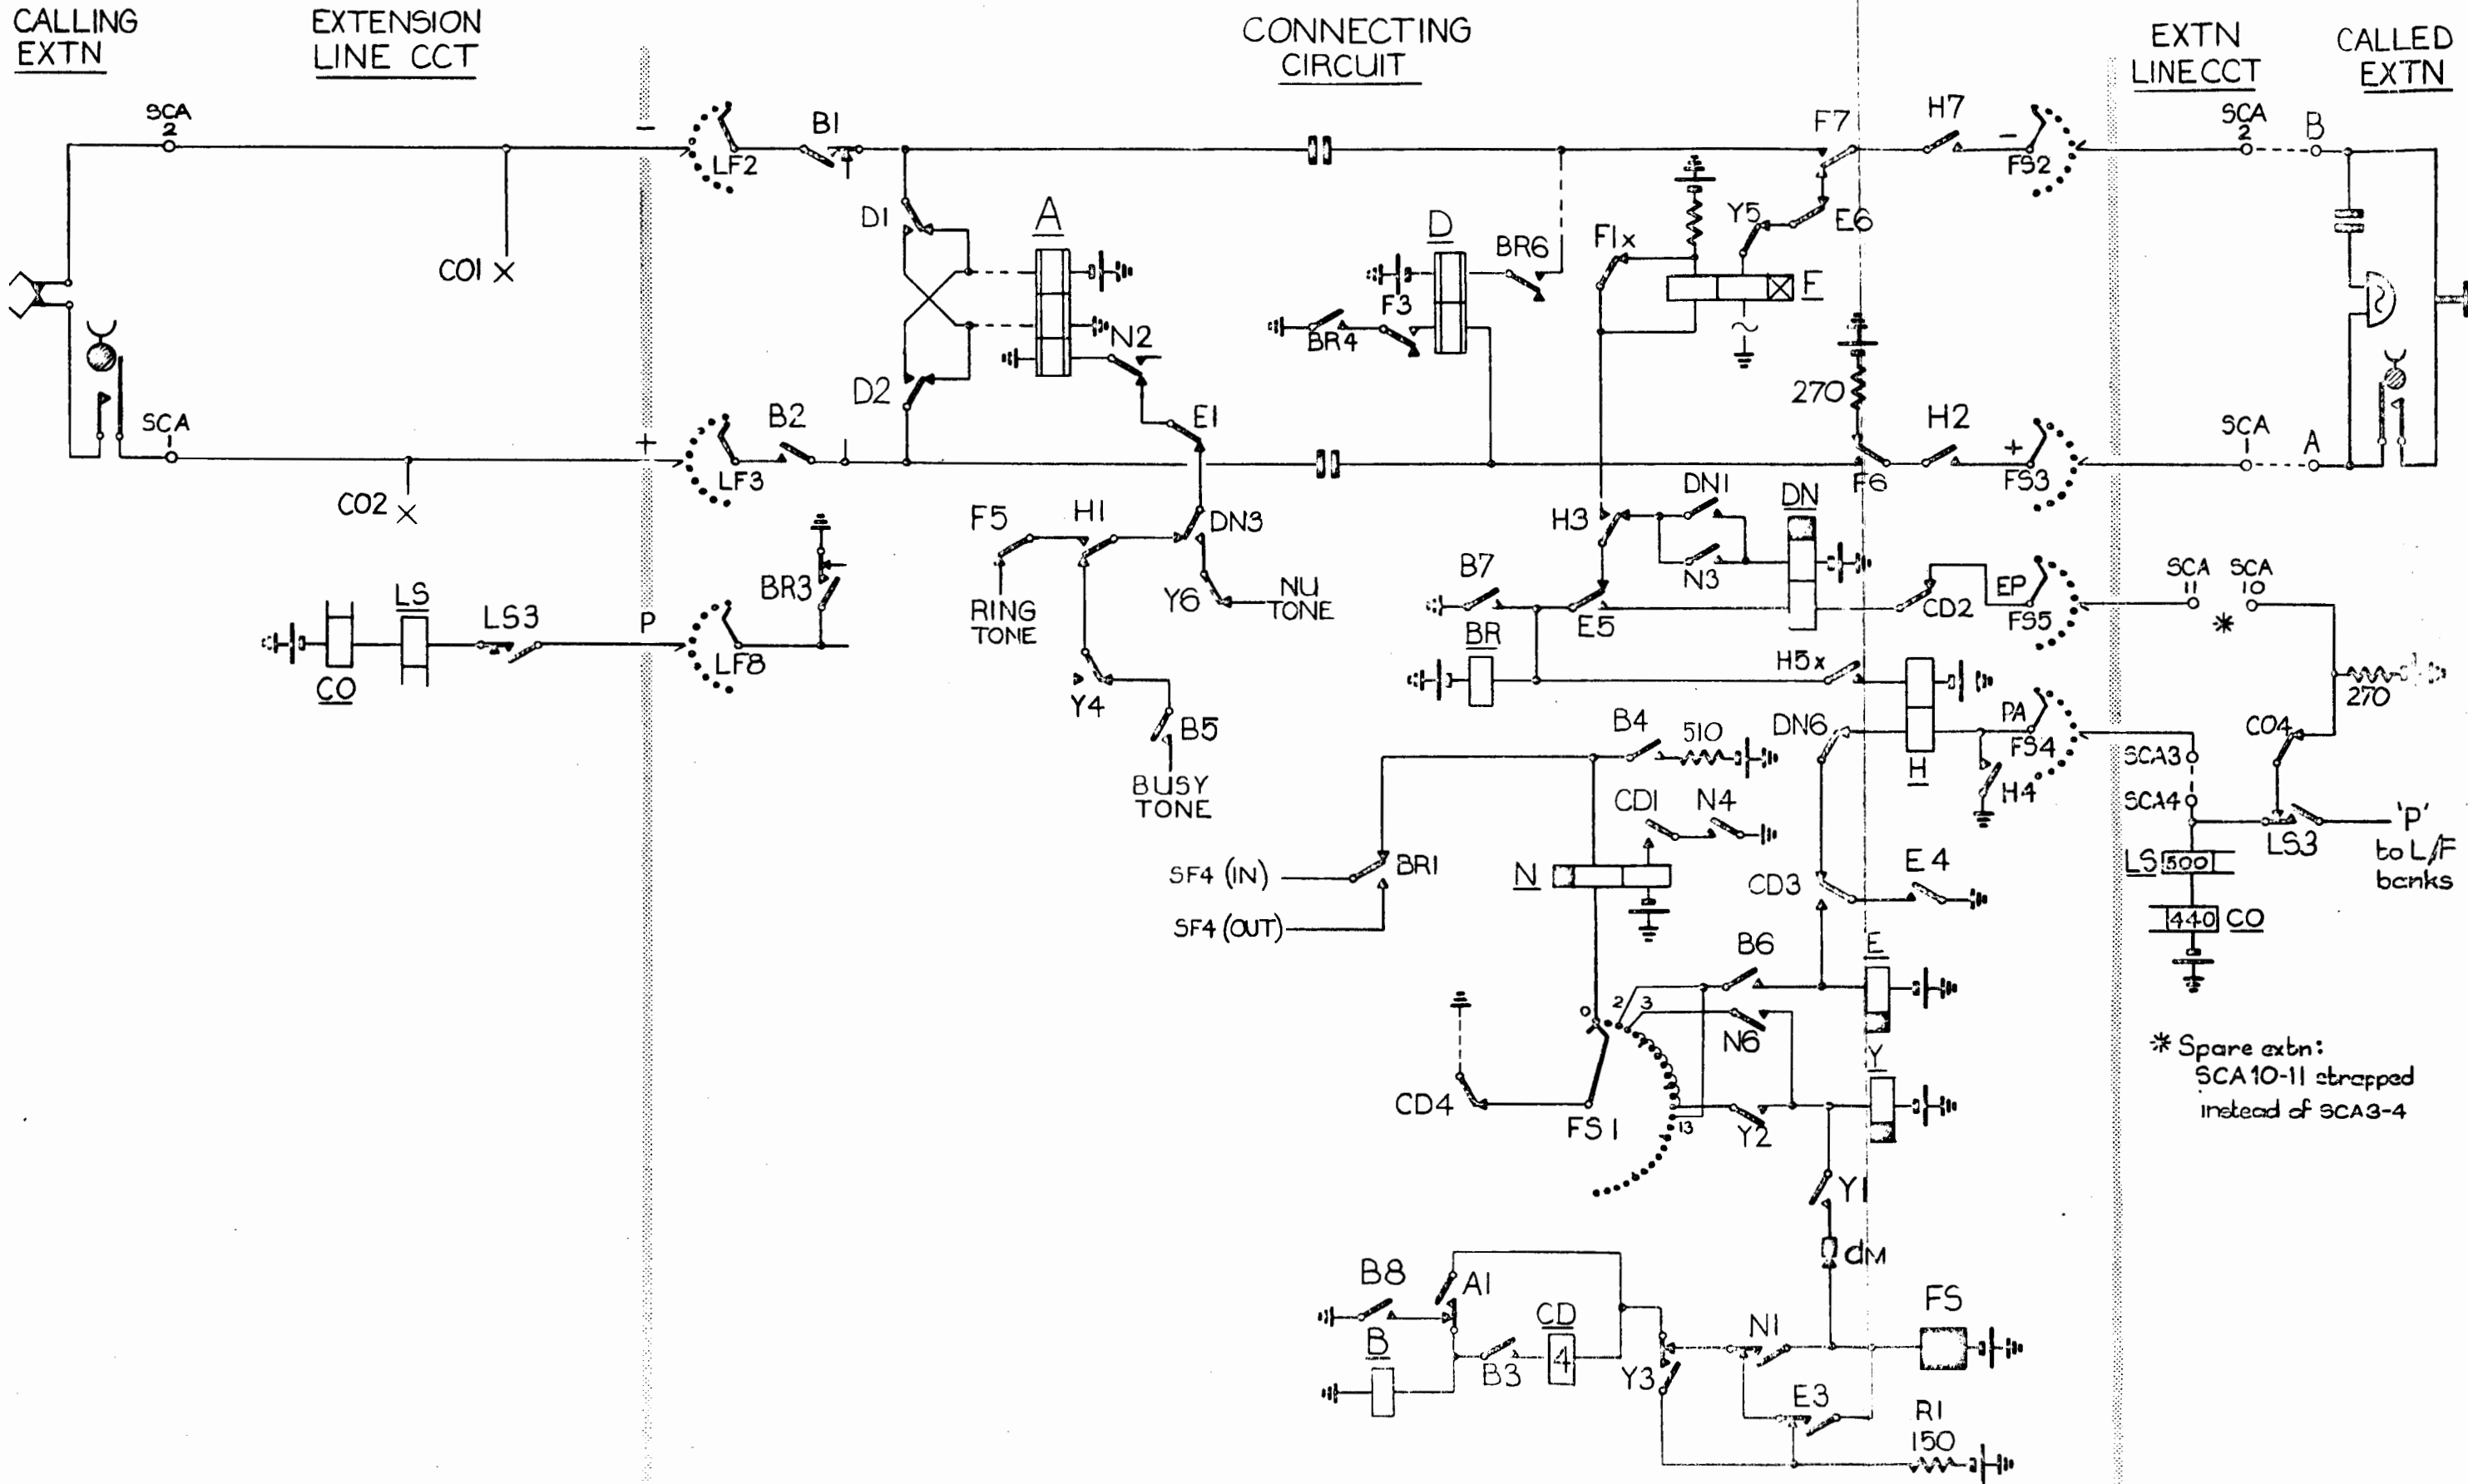 CALLING
EXTN
EXTENSION
LINE CCT
CONNECTING
CIRCUIT
EXTN
LINE CCT
CALLED
EXTN
SCA
2
CO1
−
LF2
B1
D1
A
D
BR6
F1x
Y5
E6
F7
H7
−
FS2
SCA
2
B
F
F3
BR4
N2
D2
E1
270
SCA
1
CO2
+
LF3
B2
F6
H2
+
FS3
SCA
1
A
F5
H1
DN3
H3
DN1
DN
N3
RING
TONE
Y6
NU
TONE
B7
E5
CD2
EP
FS5
SCA
11
SCA
10
*
CO
LS
LS3
P
LF8
BR3
BR
H5x
270
Y4
B5
BUSY
TONE
B4
510
DN6
H
PA
FS4
H4
CO4
SCA3
SCA4
LS3
'P'
to L/F
banks
SF4 (IN)
SF4 (OUT)
BR1
CD1
N4
N
CD3
E4
LS
500
440
CO
B6
E
0
2
3
N6
Y
CD4
FS1
13
Y2
* Spare extn:
SCA10-11 strapped
instead of SCA3-4
Y1
dM
B8
A1
B
B3
CD
4
Y3
N1
FS
E3
R1
150